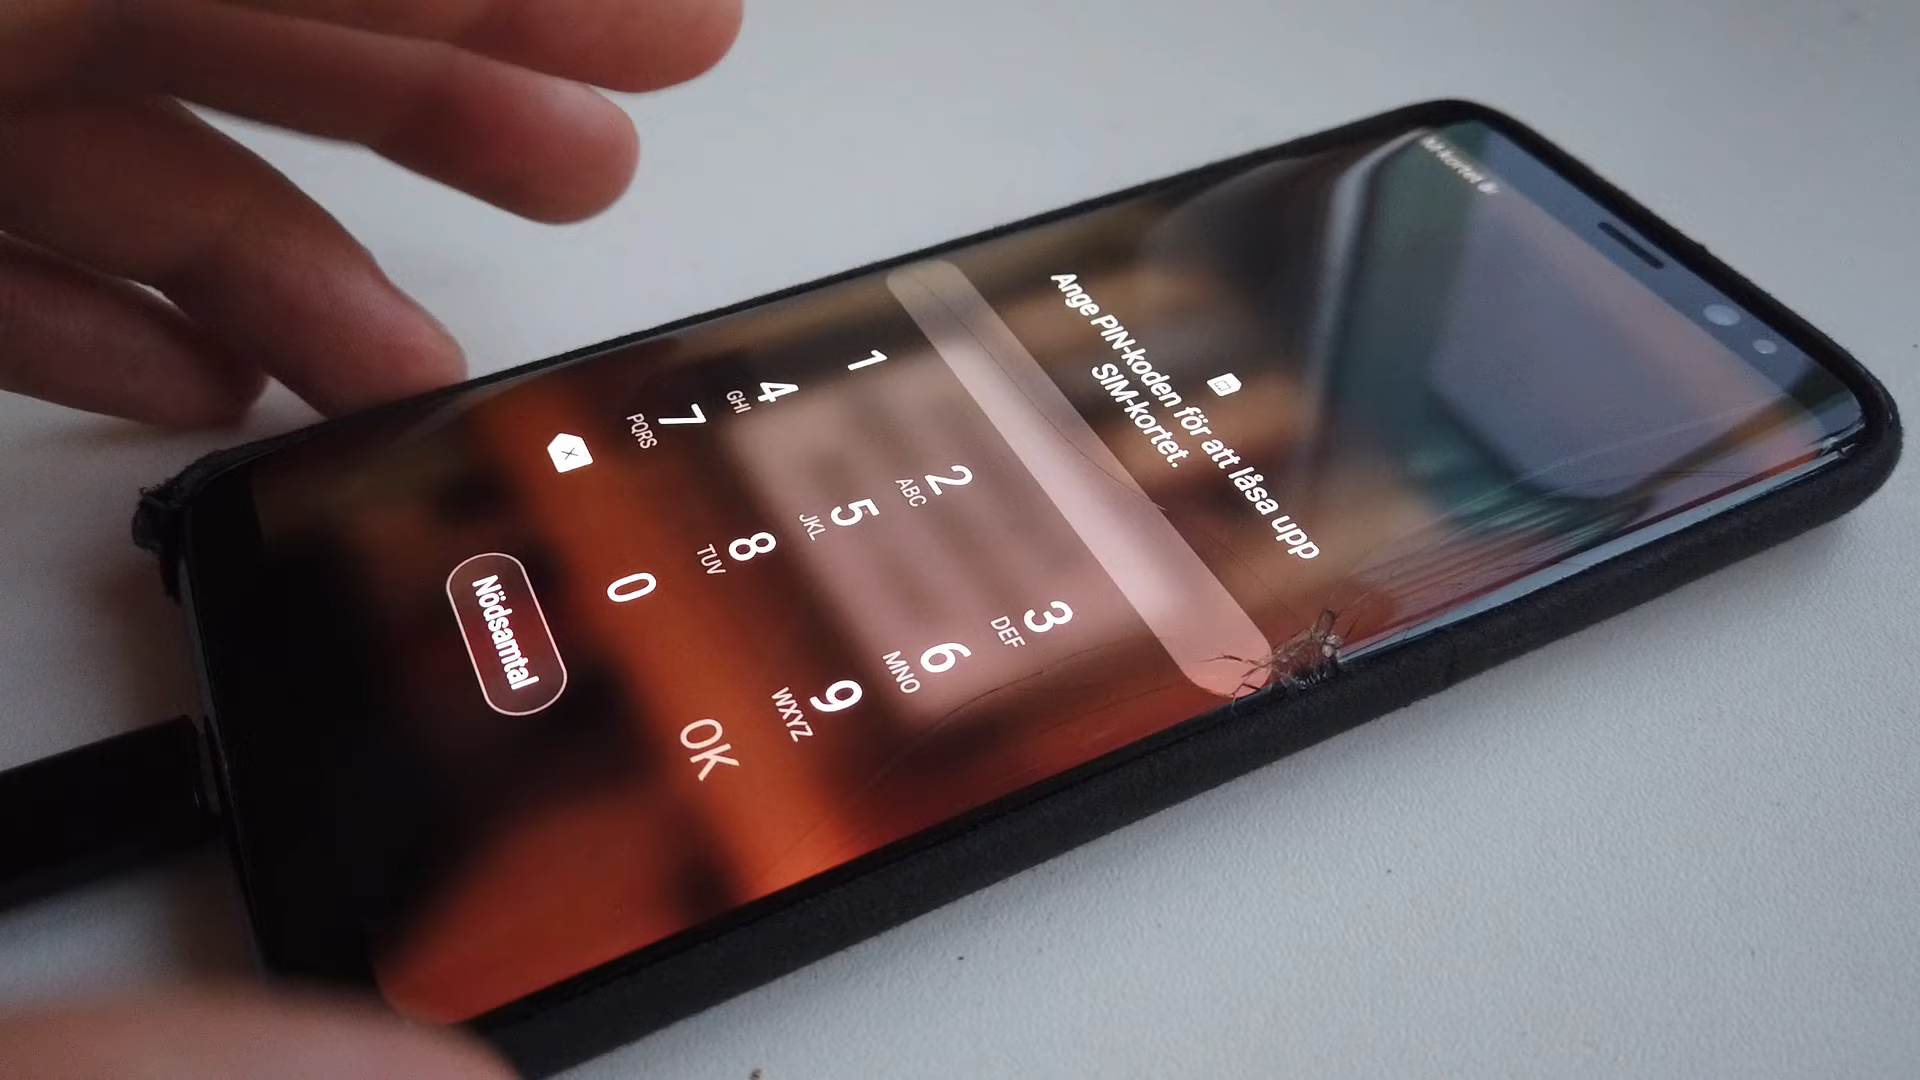 Ange PIN-koden för att låsa upp
SIM-kortet.
1
2 ABC
3 DEF
4 GHI
5 JKL
6 MNO
7 PQRS
8 TUV
9 WXYZ
0
OK
Nödsamtal